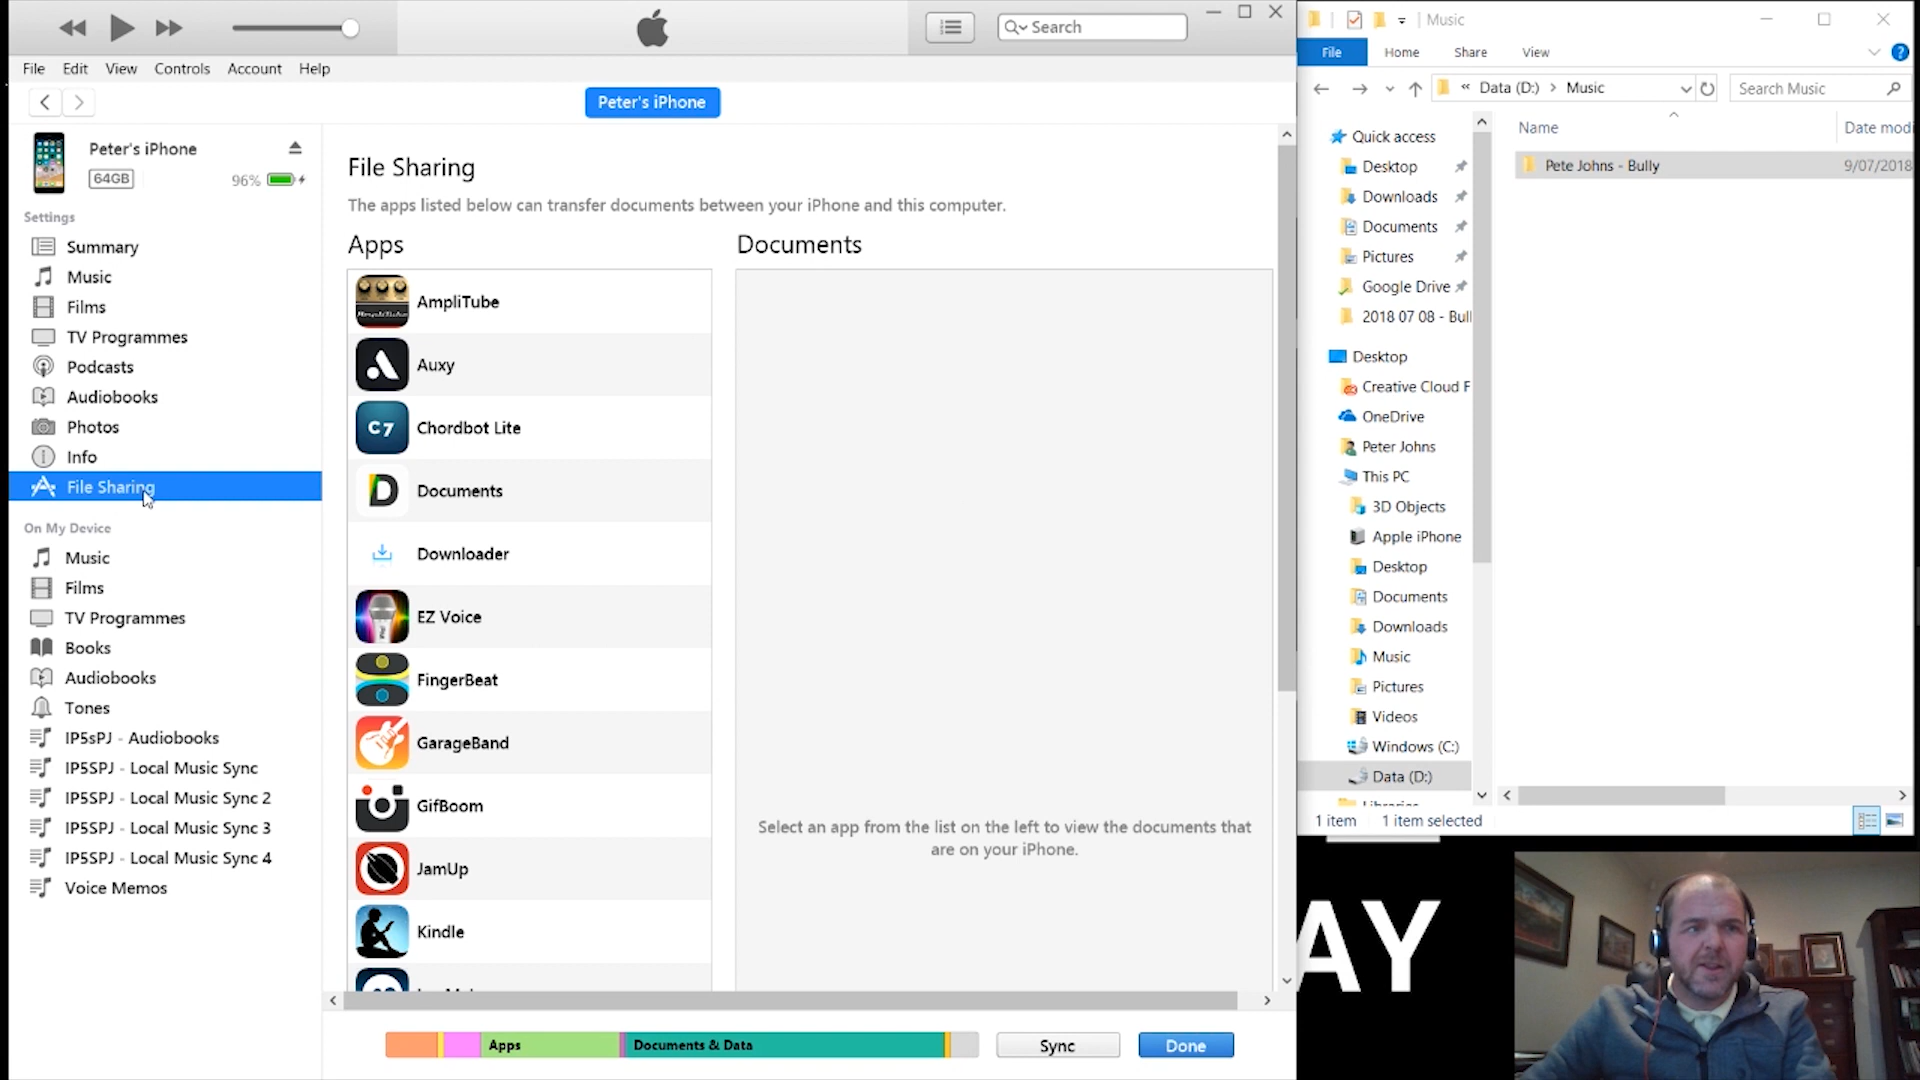 Search
File Edit View Controls Account Help
Peter's iPhone
Peter's iPhone
64GB
96%
Settings
Summary
Music
Films
TV Programmes
Podcasts
Audiobooks
Photos
Info
File Sharing
On My Device
Music
Films
TV Programmes
Books
Audiobooks
Tones
IP5sPJ - Audiobooks
IP5SPJ - Local Music Sync
IP5SPJ - Local Music Sync 2
IP5SPJ - Local Music Sync 3
IP5SPJ - Local Music Sync 4
Voice Memos
File Sharing
The apps listed below can transfer documents between your iPhone and this computer.
Apps
AmpliTube
Auxy
C7
Chordbot Lite
Documents
Downloader
EZ Voice
FingerBeat
GarageBand
GifBoom
JamUp
Kindle
Documents
Select an app from the list on the left to view the documents that
are on your iPhone.
Apps
Documents & Data
Sync
Done
Music
File Home Share View
« Data (D:) > Music
Search Music
Quick access
Desktop
Downloads
Documents
Pictures
Google Drive
2018 07 08 - Bull
Desktop
Creative Cloud F
OneDrive
Peter Johns
This PC
3D Objects
Apple iPhone
Desktop
Documents
Downloads
Music
Pictures
Videos
Windows (C:)
Data (D:)
Name
Date modi
Pete Johns - Bully
9/07/2018
1 item
1 item selected
AY